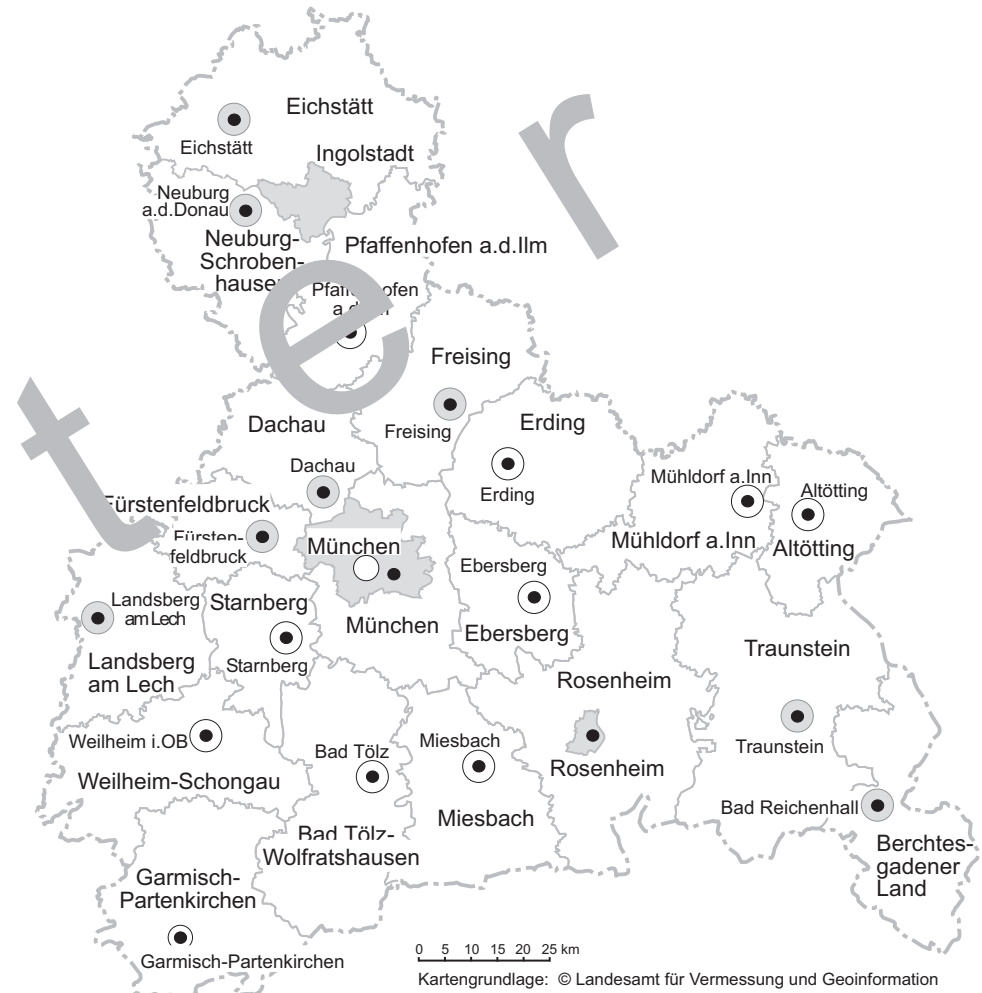 Eichstätt
Eichstätt
Ingolstadt
Neuburg
a.d.Donau
Neuburg-
Schroben-
hausen
Pfaffenhofen a.d.Ilm
Pfaffenhofen
Freising
Freising
Dachau
Dachau
Erding
Erding
Mühldorf a.Inn
Mühldorf a.Inn
Altötting
Altötting
Fürstenfeldbruck
Fürsten-
feldbruck
München
München
Ebersberg
Ebersberg
Landsberg
am Lech
Landsberg
am Lech
Starnberg
Starnberg
Traunstein
Traunstein
Rosenheim
Rosenheim
Weilheim i.OB
Weilheim-Schongau
Bad Tölz
Bad Tölz-
Wolfratshausen
Miesbach
Miesbach
Bad Reichenhall
Berchtes-
gadener
Land
Garmisch-
Partenkirchen
Garmisch-Partenkirchen
0 5 10 15 20 25 km
Kartengrundlage: © Landesamt für Vermessung und Geoinformation
t e r